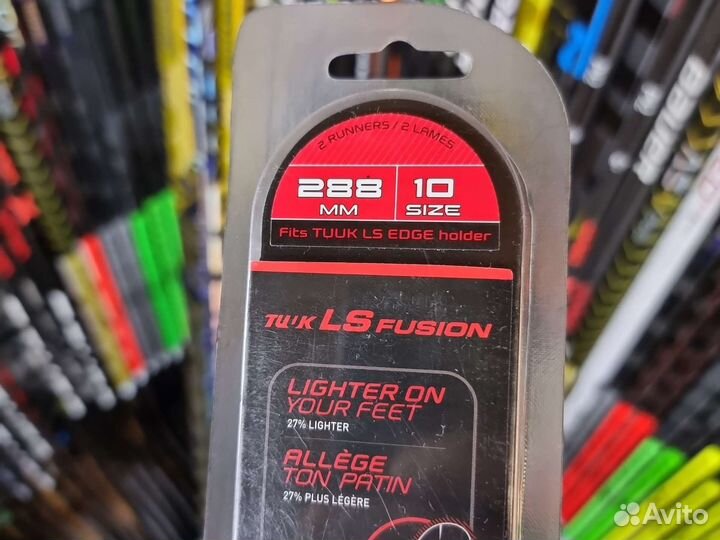 2 RUNNERS / 2 LAMES
288 MM
10 SIZE
Fits TUUK LS EDGE holder
TUUK LS FUSION
LIGHTER ON
YOUR FEET
27% LIGHTER
ALLÈGE
TON PATIN
27% PLUS LÉGÈRE
BAUER
Avito